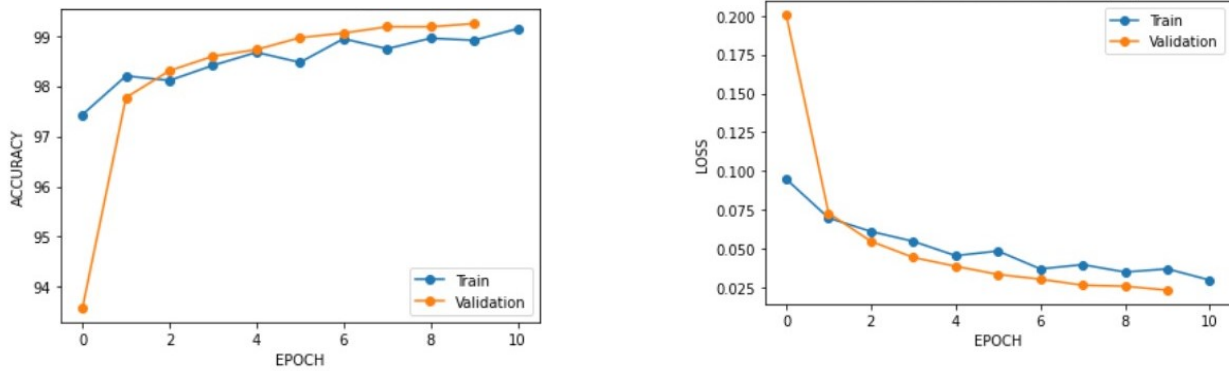 ACCURACY
99
98
97
96
95
94
0 2 4 6 8 10
EPOCH
Train
Validation
LOSS
0.200
0.175
0.150
0.125
0.100
0.075
0.050
0.025
0 2 4 6 8 10
EPOCH
Train
Validation